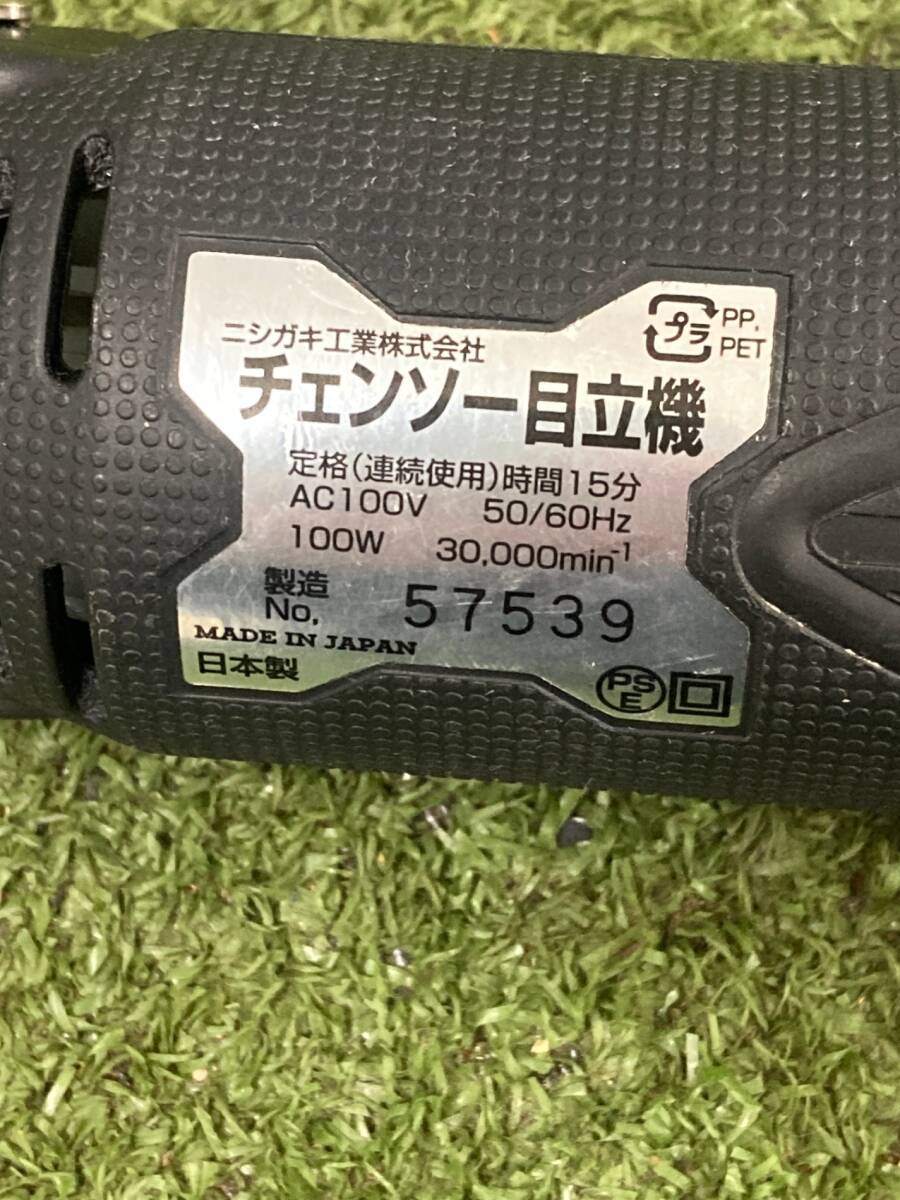 プラ
PP,
PET
ニシガキ工業株式会社
チェンソー目立機
定格(連続使用)時間15分
AC100V 50/60Hz
100W 30,000min⁻¹
製造
No, 57539
MADE IN JAPAN
日本製
PS
E